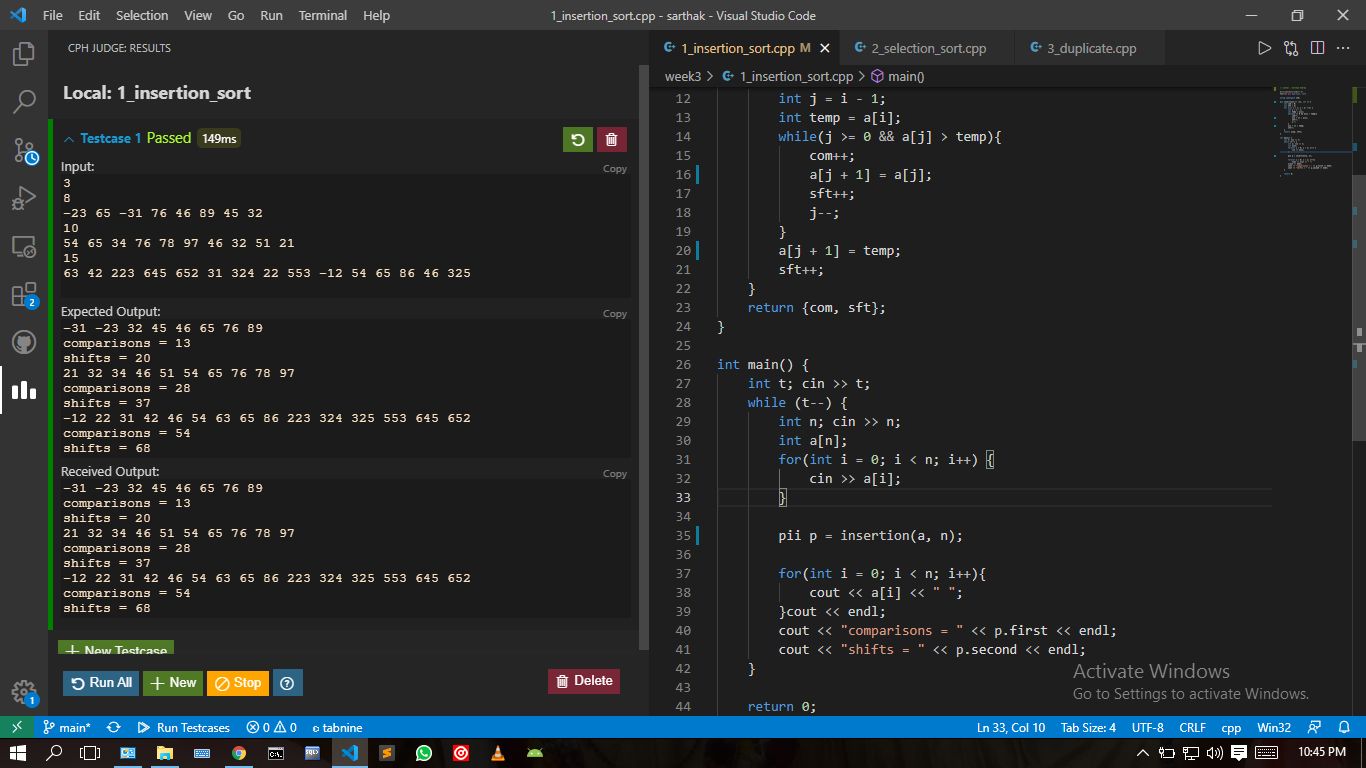 File Edit Selection View Go Run Terminal Help 1_insertion_sort.cpp - sarthak - Visual Studio Code
CPH JUDGE: RESULTS
Local: 1_insertion_sort
Testcase 1 Passed 149ms
Input:
Copy
3
8
-23 65 -31 76 46 89 45 32
10
54 65 34 76 78 97 46 32 51 21
15
63 42 223 645 652 31 324 22 553 -12 54 65 86 46 325
Expected Output:
Copy
-31 -23 32 45 46 65 76 89
comparisons = 13
shifts = 20
21 32 34 46 51 54 65 76 78 97
comparisons = 28
shifts = 37
-12 22 31 42 46 54 63 65 86 223 324 325 553 645 652
comparisons = 54
shifts = 68
Received Output:
Copy
-31 -23 32 45 46 65 76 89
comparisons = 13
shifts = 20
21 32 34 46 51 54 65 76 78 97
comparisons = 28
shifts = 37
-12 22 31 42 46 54 63 65 86 223 324 325 553 645 652
comparisons = 54
shifts = 68
+ New Testcase
Run All + New Stop Delete
2
1
1_insertion_sort.cpp M 2_selection_sort.cpp 3_duplicate.cpp
week3 > 1_insertion_sort.cpp > main()
12 int j = i - 1;
13 int temp = a[i];
14 while(j >= 0 && a[j] > temp){
15 com++;
16 a[j + 1] = a[j];
17 sft++;
18 j--;
19 }
20 a[j + 1] = temp;
21 sft++;
22 }
23 return {com, sft};
24 }
25
26 int main() {
27 int t; cin >> t;
28 while (t--) {
29 int n; cin >> n;
30 int a[n];
31 for(int i = 0; i < n; i++) {
32 cin >> a[i];
33 }
34
35 pii p = insertion(a, n);
36
37 for(int i = 0; i < n; i++){
38 cout << a[i] << " ";
39 }cout << endl;
40 cout << "comparisons = " << p.first << endl;
41 cout << "shifts = " << p.second << endl;
42 }
43
44 return 0;
Activate Windows
Go to Settings to activate Windows.
main* Run Testcases 0 0 tabnine Ln 33, Col 10 Tab Size: 4 UTF-8 CRLF cpp Win32
10:45 PM